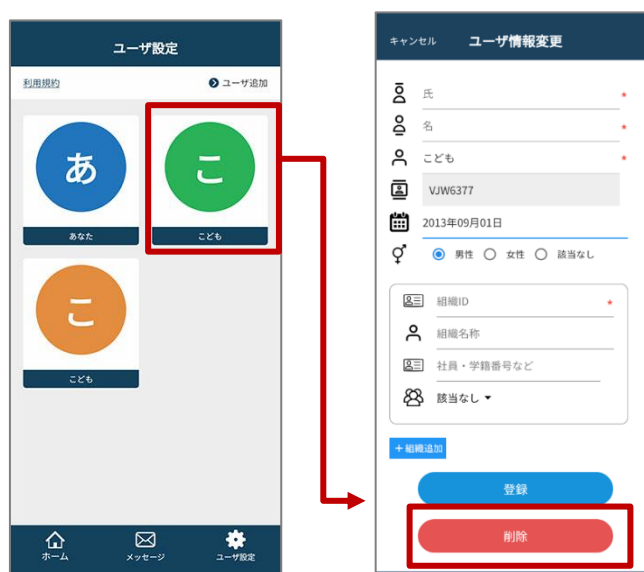 ユーザ設定
利用規約
ユーザ追加
あ
あなた
こ
こども
こ
こども
ホーム
メッセージ
ユーザ設定
キャンセル
ユーザ情報変更
氏 *
名 *
こども *
VJW6377
2013年09月01日
男性 女性 該当なし
組織ID *
組織名称
社員・学籍番号など
該当なし
+組織追加
登録
削除